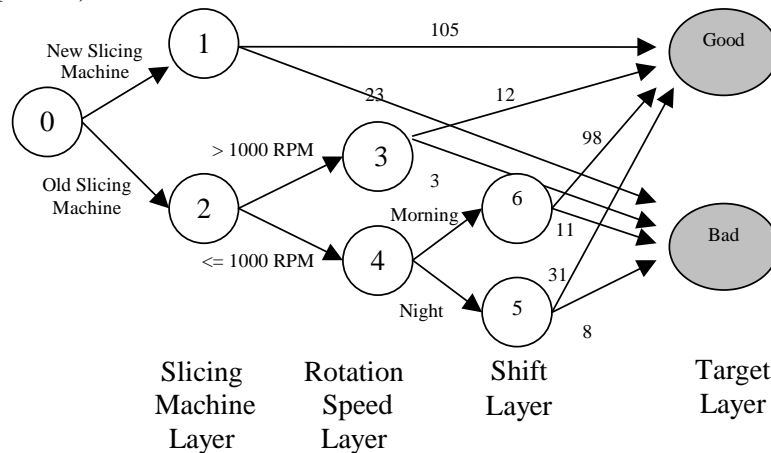 105
Good
New Slicing
Machine
1
23
12
0
> 1000 RPM
3
98
Old Slicing
Machine
2
3
6
Morning
11
Bad
<= 1000 RPM
4
31
Night
5
8
Slicing
Machine
Layer
Rotation
Speed
Layer
Shift
Layer
Target
Layer